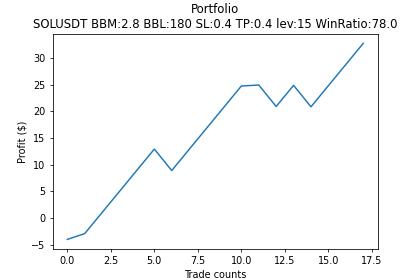 Portfolio
SOLUSDT BBM:2.8 BBL:180 SL:0.4 TP:0.4 lev:15 WinRatio:78.0
30
25
20
15
10
5
0
−5
Profit ($)
0.0 2.5 5.0 7.5 10.0 12.5 15.0 17.5
Trade counts